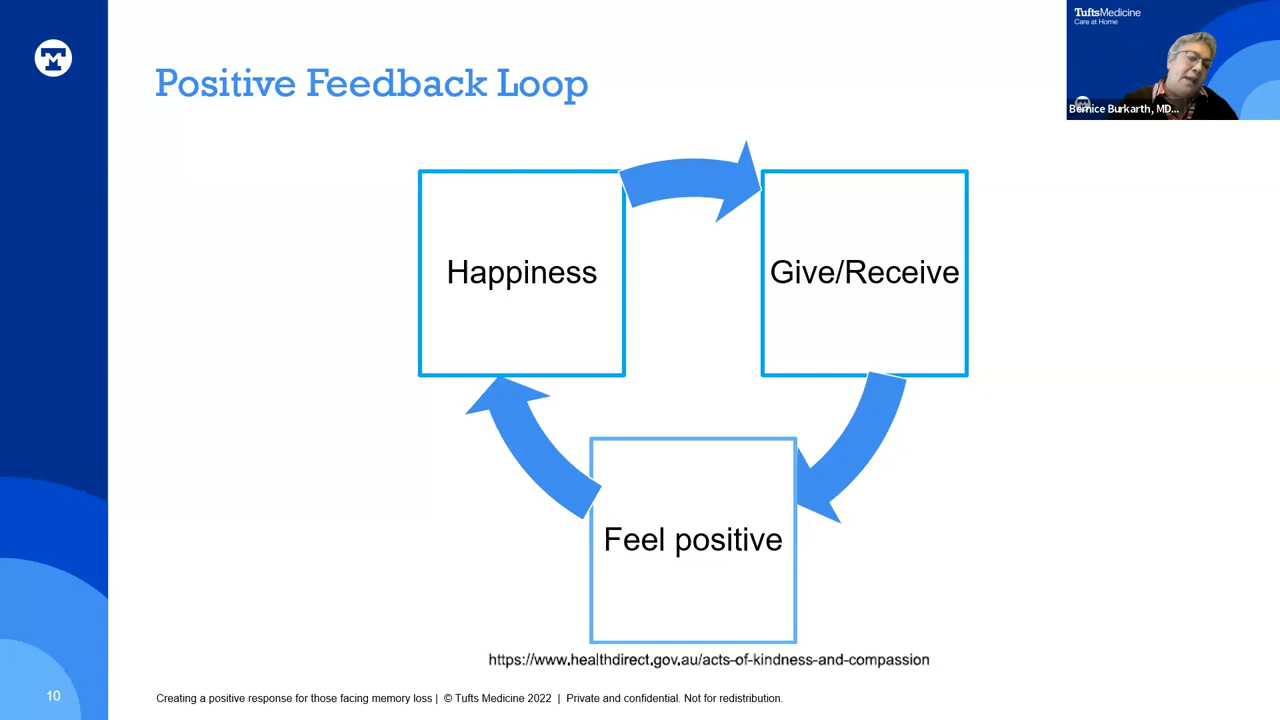 Tufts Medicine
Care at Home
Bernice Burkarth, MD...
Positive Feedback Loop
Happiness
Give/Receive
Feel positive
https://www.healthdirect.gov.au/acts-of-kindness-and-compassion
10
Creating a positive response for those facing memory loss | © Tufts Medicine 2022 | Private and confidential. Not for redistribution.